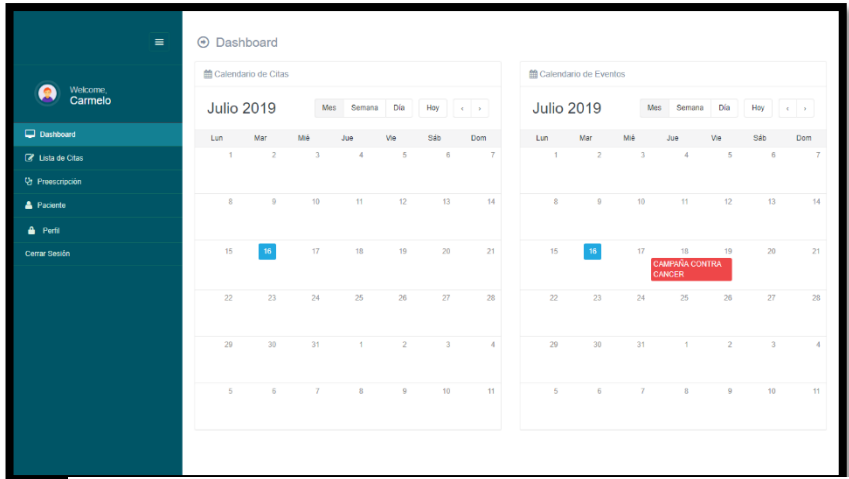 Dashboard
Welcome,
Carmelo
Dashboard
Lista de Citas
Preescripción
Paciente
Perfil
Cerrar Sesión
Calendario de Citas
Julio 2019
Mes Semana Día Hoy ‹ ›
Lun Mar Mié Jue Vie Sáb Dom
1 2 3 4 5 6 7
8 9 10 11 12 13 14
15 16 17 18 19 20 21
22 23 24 25 26 27 28
29 30 31 1 2 3 4
5 6 7 8 9 10 11
Calendario de Eventos
Julio 2019
Mes Semana Día Hoy ‹ ›
Lun Mar Mié Jue Vie Sáb Dom
1 2 3 4 5 6 7
8 9 10 11 12 13 14
15 16 17 18 19 20 21
CAMPAÑA CONTRA
CANCER
22 23 24 25 26 27 28
29 30 31 1 2 3 4
5 6 7 8 9 10 11